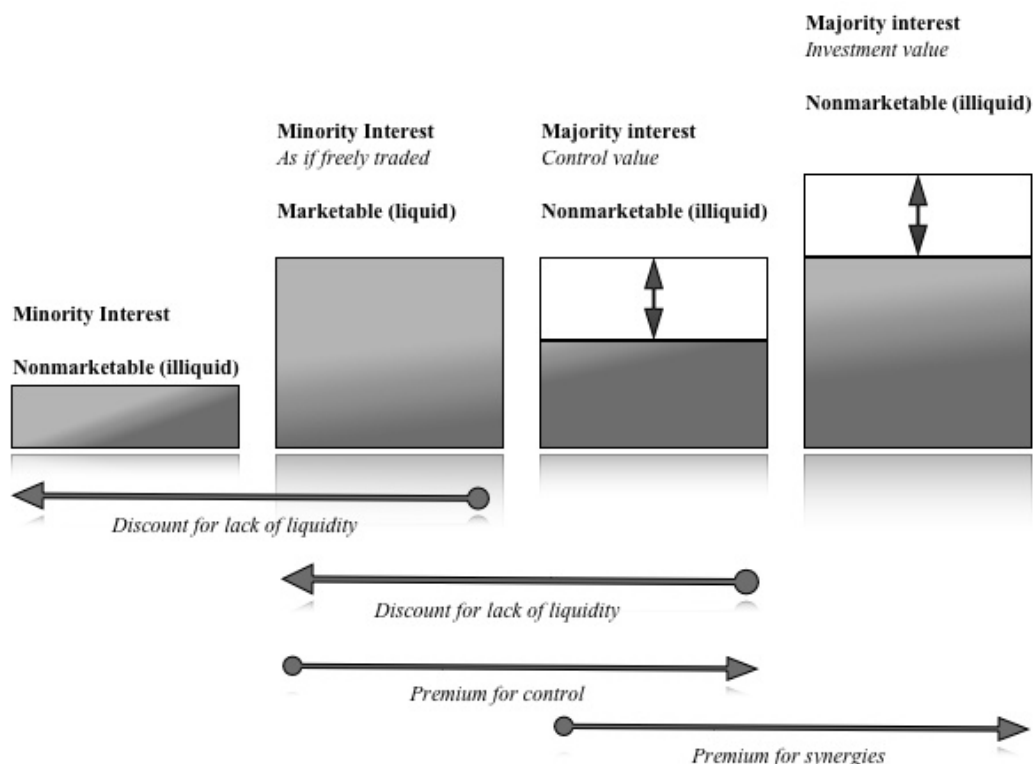 Majority interest
Investment value
Nonmarketable (illiquid)
Minority Interest
As if freely traded
Marketable (liquid)
Majority interest
Control value
Nonmarketable (illiquid)
Minority Interest
Nonmarketable (illiquid)
Discount for lack of liquidity
Discount for lack of liquidity
Premium for control
Premium for synergies